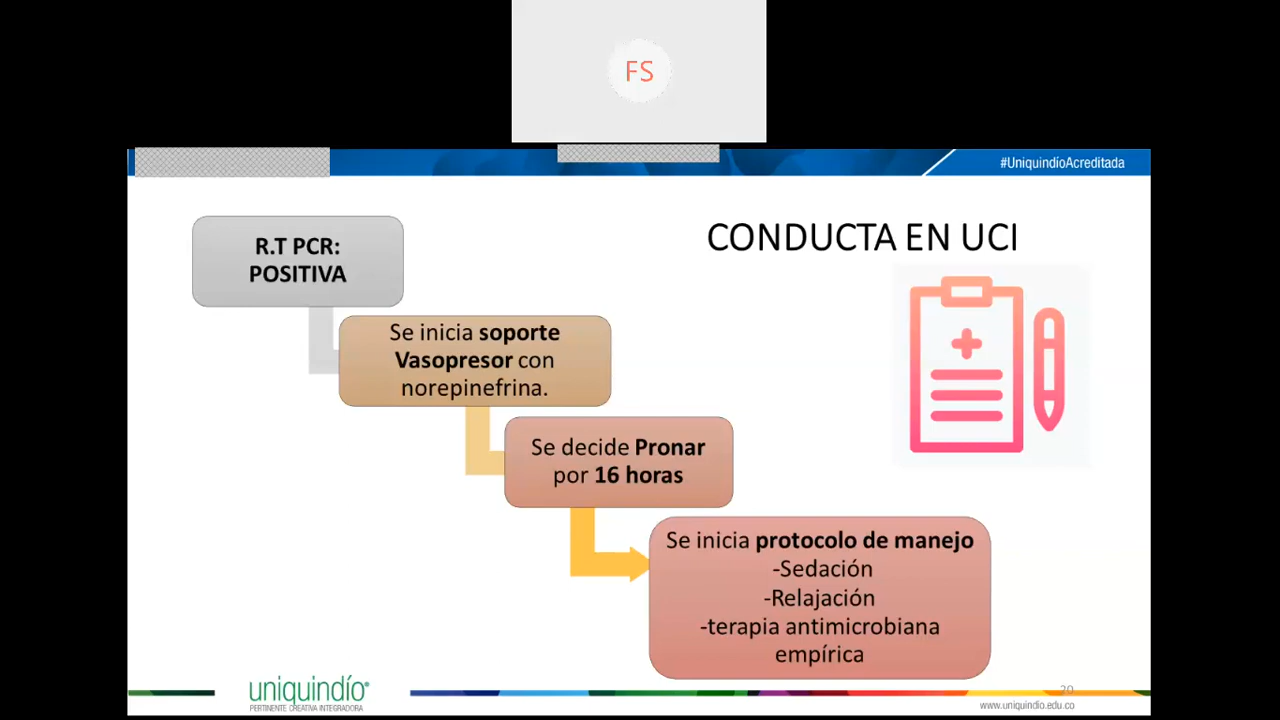 FS
#UniquindíoAcreditada
CONDUCTA EN UCI
R.T PCR:
POSITIVA
Se inicia soporte
Vasopresor con
norepinefrina.
Se decide Pronar
por 16 horas
Se inicia protocolo de manejo
-Sedación
-Relajación
-terapia antimicrobiana
empírica
uniquindío®
PERTINENTE CREATIVA INTEGRADORA
20
www.uniquindio.edu.co